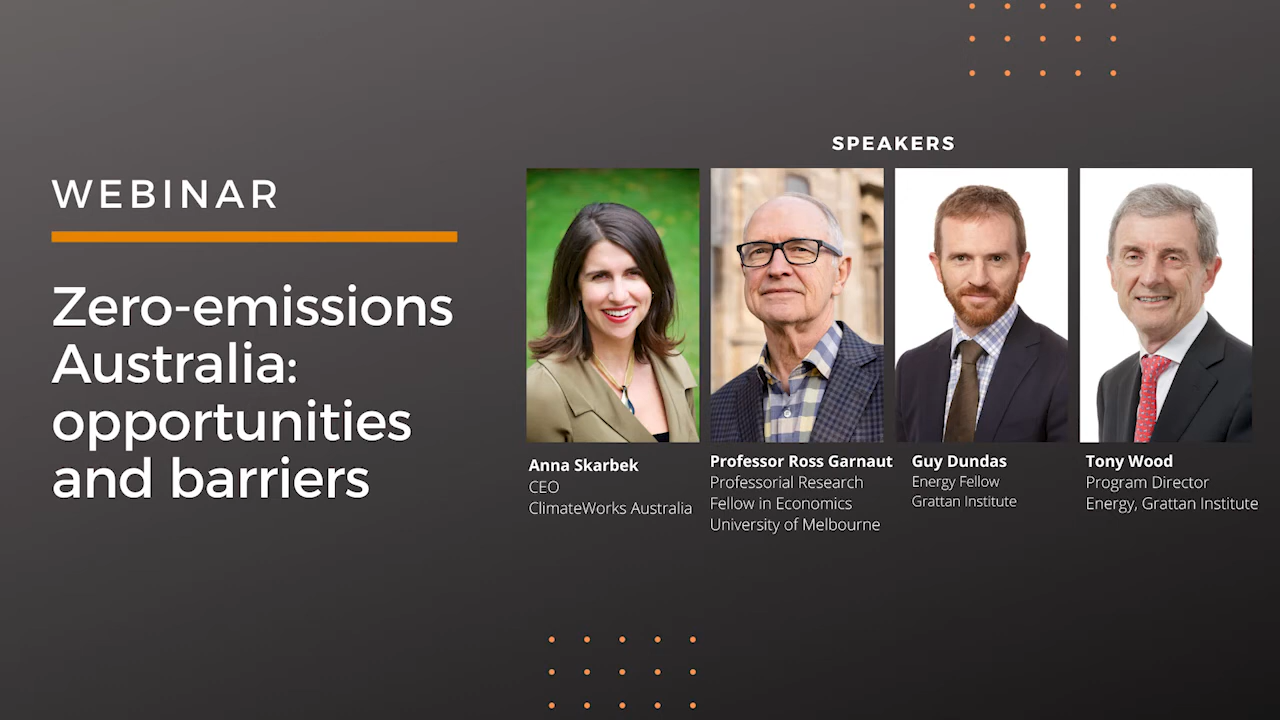 WEBINAR
Zero-emissions
Australia:
opportunities
and barriers
SPEAKERS
Anna Skarbek
CEO
ClimateWorks Australia
Professor Ross Garnaut
Professorial Research
Fellow in Economics
University of Melbourne
Guy Dundas
Energy Fellow
Grattan Institute
Tony Wood
Program Director
Energy, Grattan Institute